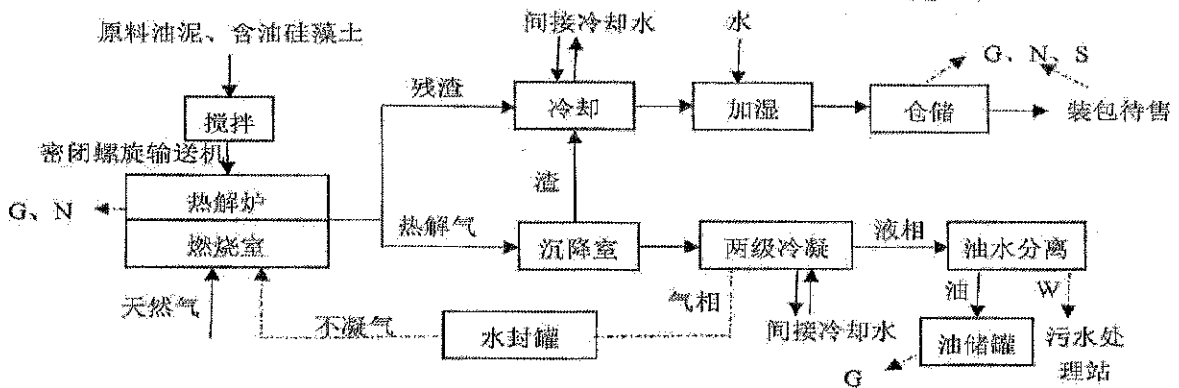 原料油泥、含油硅藻土
间接冷却水
水
G、N、S
残渣
搅拌
冷却
加湿
仓储
装包待售
密闭螺旋输送机
渣
G、N
热解炉
燃烧室
热解气
沉降室
两级冷凝
液相
油水分离
天然气
气相
油
W
不凝气
水封罐
间接冷却水
油储罐
污水处
理站
G